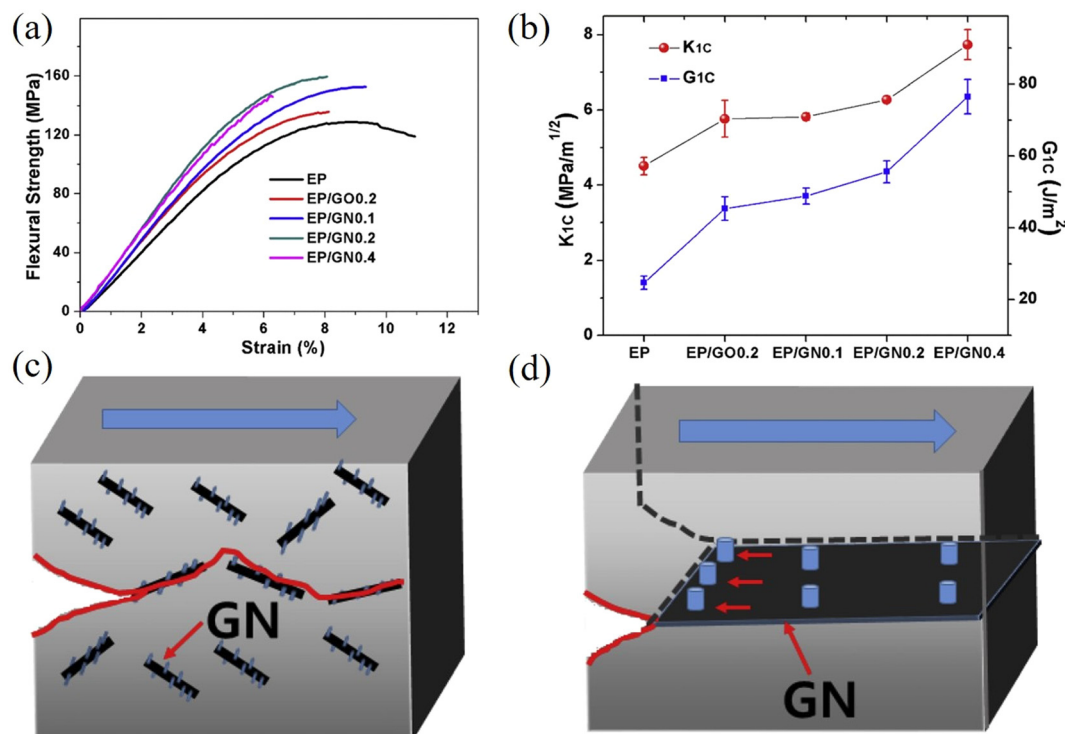 (a)
Flexural Strength (MPa)
160
120
80
40
0
EP
EP/GO0.2
EP/GN0.1
EP/GN0.2
EP/GN0.4
0 2 4 6 8 10 12
Strain (%)
(b)
K1C (MPa/m1/2)
8
6
4
2
0
K1C
G1C
80
60
40
20
G1C (J/m2)
EP EP/GO0.2 EP/GN0.1 EP/GN0.2 EP/GN0.4
(c)
GN
(d)
GN